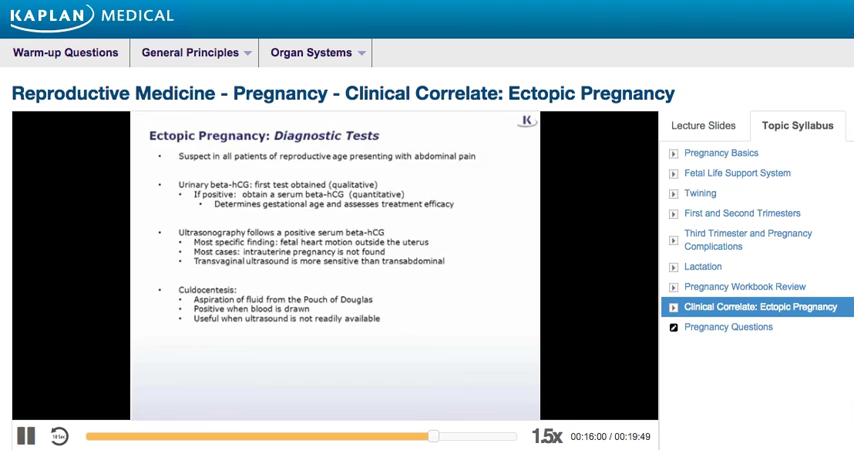 KAPLAN MEDICAL
Warm-up Questions General Principles Organ Systems
Reproductive Medicine - Pregnancy - Clinical Correlate: Ectopic Pregnancy
K
Ectopic Pregnancy: Diagnostic Tests
• Suspect in all patients of reproductive age presenting with abdominal pain
• Urinary beta-hCG: first test obtained (qualitative)
• If positive: obtain a serum beta-hCG (quantitative)
• Determines gestational age and assesses treatment efficacy
• Ultrasonography follows a positive serum beta-hCG
• Most specific finding: fetal heart motion outside the uterus
• Most cases: intrauterine pregnancy is not found
• Transvaginal ultrasound is more sensitive than transabdominal
• Culdocentesis:
• Aspiration of fluid from the Pouch of Douglas
• Positive when blood is drawn
• Useful when ultrasound is not readily available
10 Sec
1.5x 00:16:00 / 00:19:49
Lecture Slides Topic Syllabus
Pregnancy Basics
Fetal Life Support System
Twining
First and Second Trimesters
Third Trimester and Pregnancy
Complications
Lactation
Pregnancy Workbook Review
Clinical Correlate: Ectopic Pregnancy
Pregnancy Questions